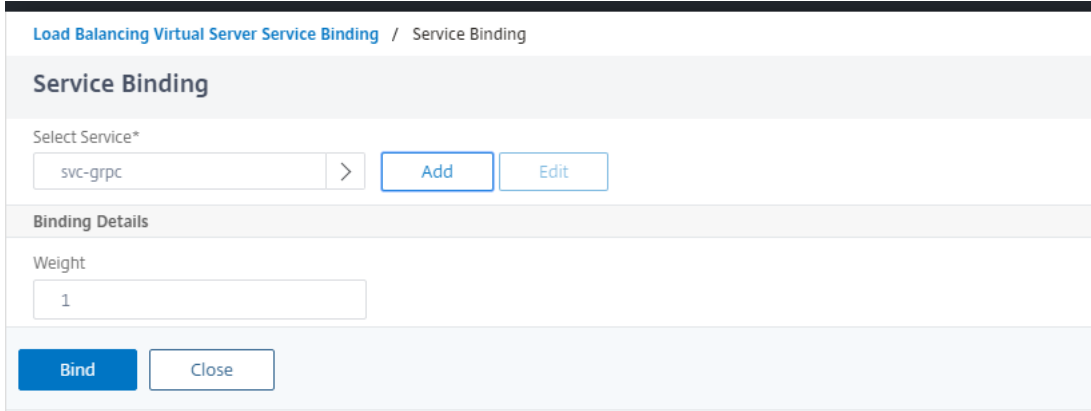 Load Balancing Virtual Server Service Binding / Service Binding
Service Binding
Select Service*
svc-grpc > Add Edit
Binding Details
Weight
1
Bind Close